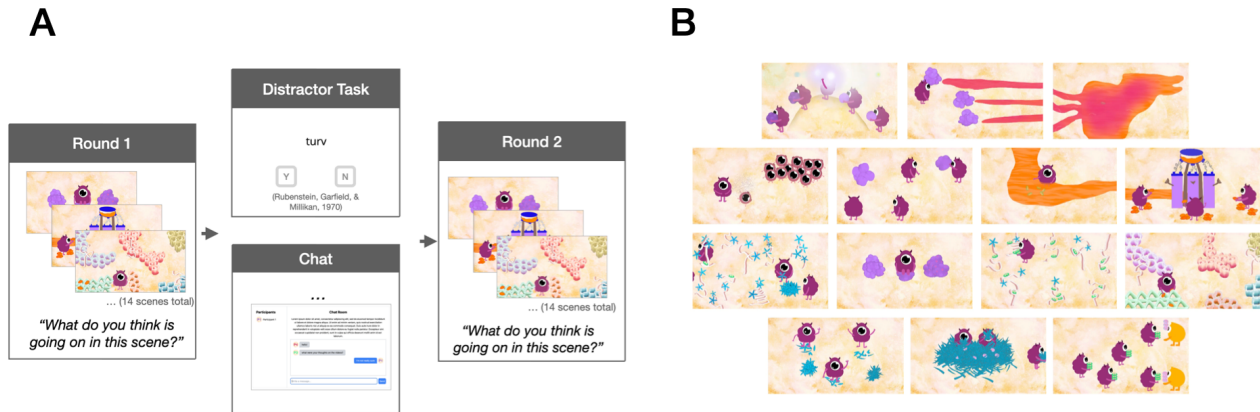 A
B
Round 1
... (14 scenes total)
“What do you think is
going on in this scene?”
Distractor Task
turv
Y N
(Rubenstein, Garfield, &
Millikan, 1970)
Chat
...
Participants
Chat Room
Round 2
... (14 scenes total)
“What do you think is
going on in this scene?”